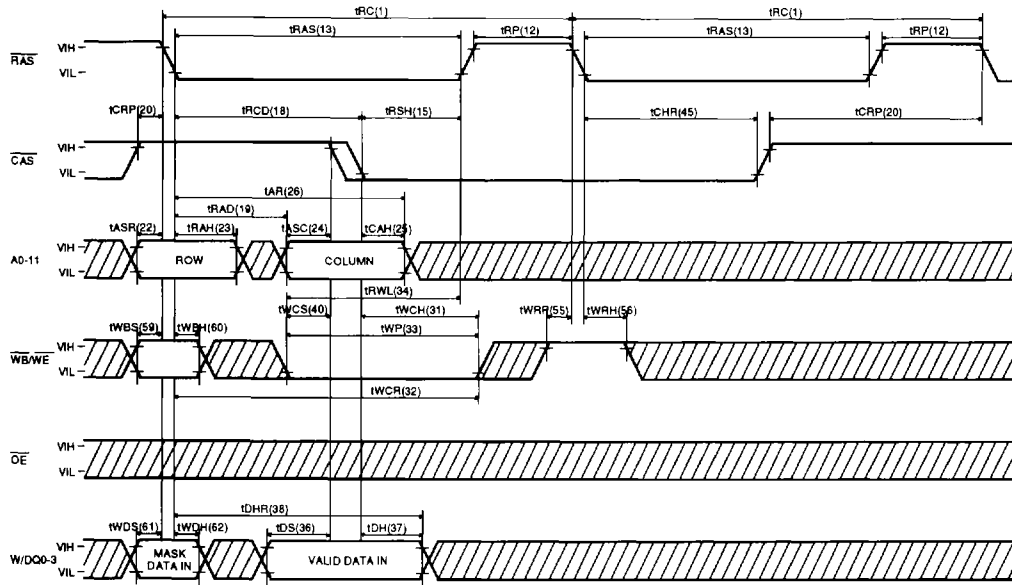 tRC(1) tRC(1)
tRAS(13) tRP(12) tRAS(13) tRP(12)
RAS VIH VIL
tCRP(20) tRCD(18) tRSH(15) tCHR(45) tCRP(20)
CAS VIH VIL
tAR(26)
tRAD(19)
tASR(22) tRAH(23) tASC(24) tCAH(25)
A0-11 VIH VIL ROW COLUMN
tRWL(34)
tWCS(40) tWCH(31) tWRP(55) tWRH(56)
tWBS(59) tWBH(60) tWP(33)
WB/WE VIH VIL
tWCR(32)
OE VIH VIL
tDHR(38)
tWDS(61) tWDH(62) tDS(36) tDH(37)
W/DQ0-3 VIH VIL MASK DATA IN VALID DATA IN